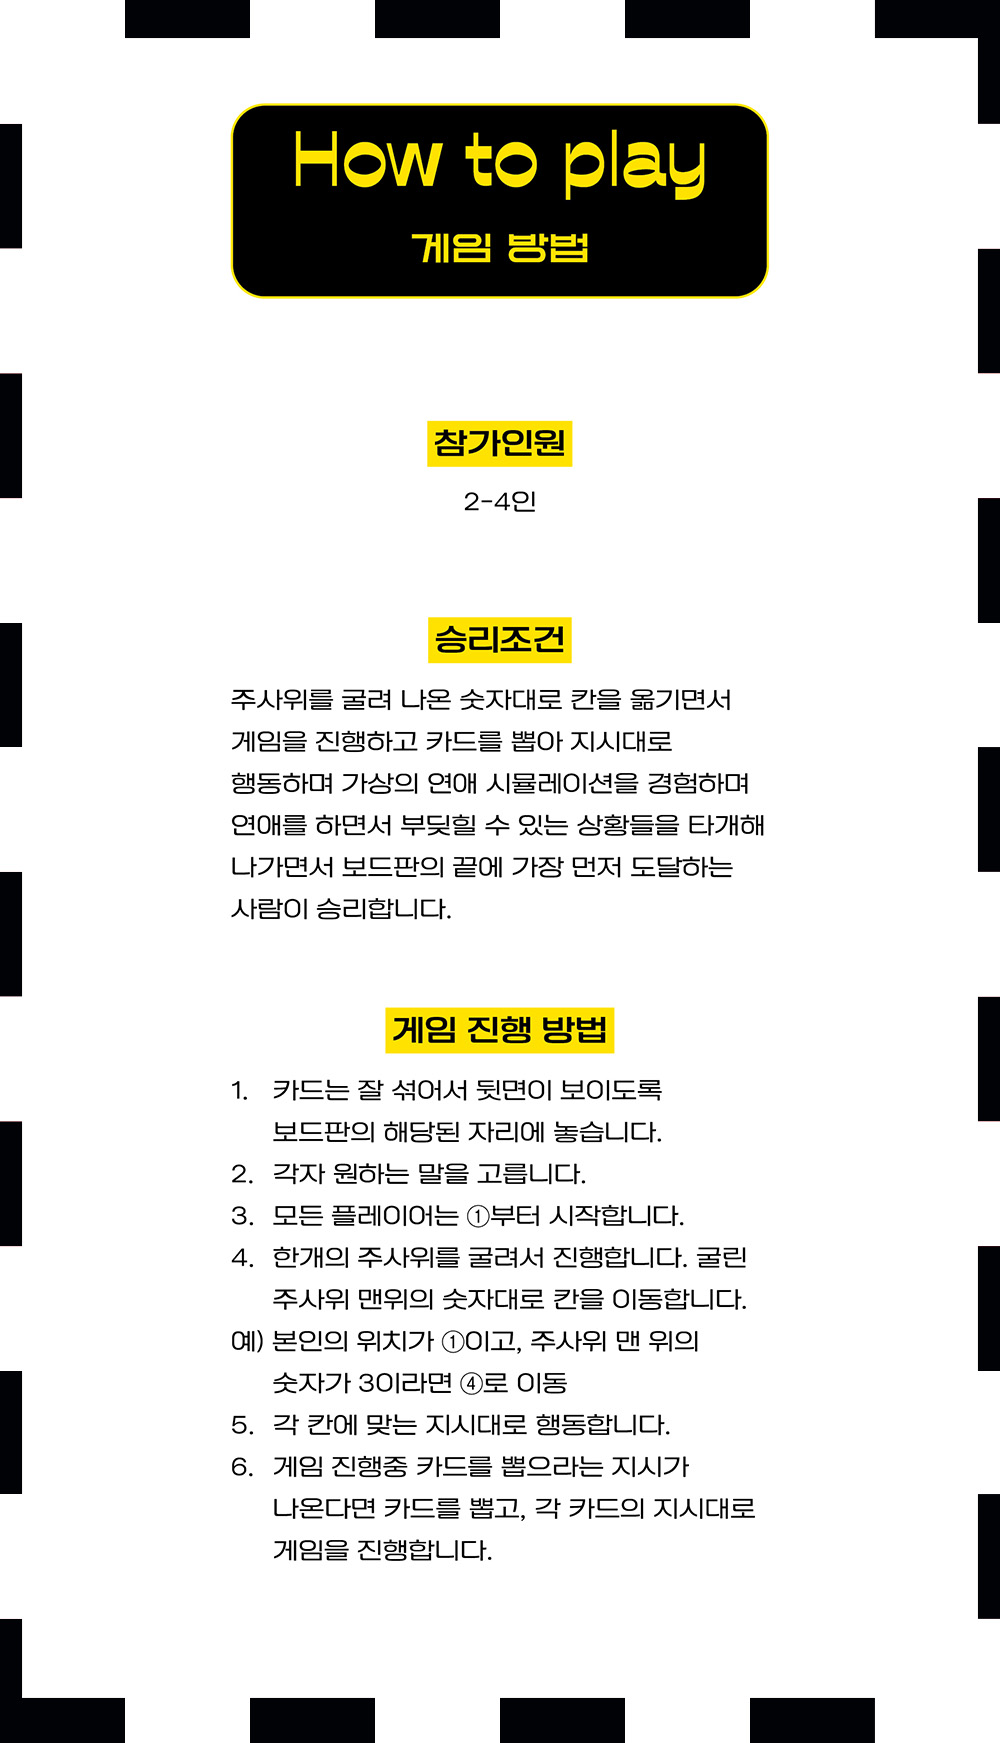 How to play
게임 방법
참가인원
2-4인
승리조건
주사위를 굴려 나온 숫자대로 칸을 옮기면서
게임을 진행하고 카드를 뽑아 지시대로
행동하며 가상의 연애 시뮬레이션을 경험하며
연애를 하면서 부딪힐 수 있는 상황들을 타개해
나가면서 보드판의 끝에 가장 먼저 도달하는
사람이 승리합니다.
게임 진행 방법
1. 카드는 잘 섞어서 뒷면이 보이도록
보드판의 해당된 자리에 놓습니다.
2. 각자 원하는 말을 고릅니다.
3. 모든 플레이어는 ①부터 시작합니다.
4. 한개의 주사위를 굴려서 진행합니다. 굴린
주사위 맨위의 숫자대로 칸을 이동합니다.
예) 본인의 위치가 ①이고, 주사위 맨 위의
숫자가 3이라면 ④로 이동
5. 각 칸에 맞는 지시대로 행동합니다.
6. 게임 진행중 카드를 뽑으라는 지시가
나온다면 카드를 뽑고, 각 카드의 지시대로
게임을 진행합니다.